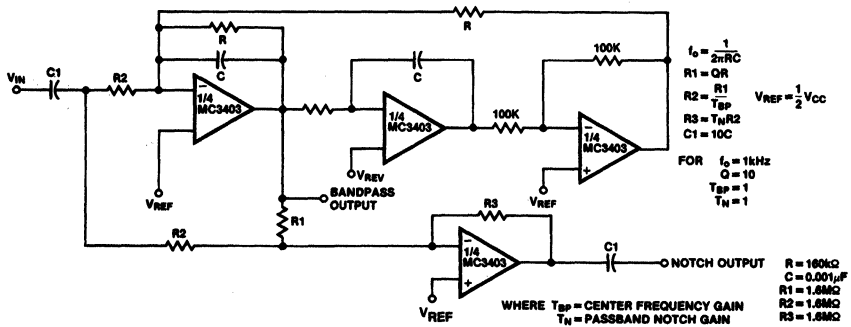 R
R
C
100K
V_IN
C1
R2
C
1/4
MC3403
1/4
MC3403
100K
1/4
MC3403
V_REF
V_REV
V_REF
BANDPASS
OUTPUT
R1
R2
R3
1/4
MC3403
V_REF
C1
NOTCH OUTPUT
f_o = 1/2πRC
R1 = QR
R2 = R1/T_BP
V_REF = 1/2 V_CC
R3 = T_N R2
C1 = 10C
FOR f_o = 1kHz
Q = 10
T_BP = 1
T_N = 1
R = 160kΩ
C = 0.001μF
R1 = 1.6MΩ
R2 = 1.6MΩ
R3 = 1.6MΩ
WHERE T_BP = CENTER FREQUENCY GAIN
T_N = PASSBAND NOTCH GAIN